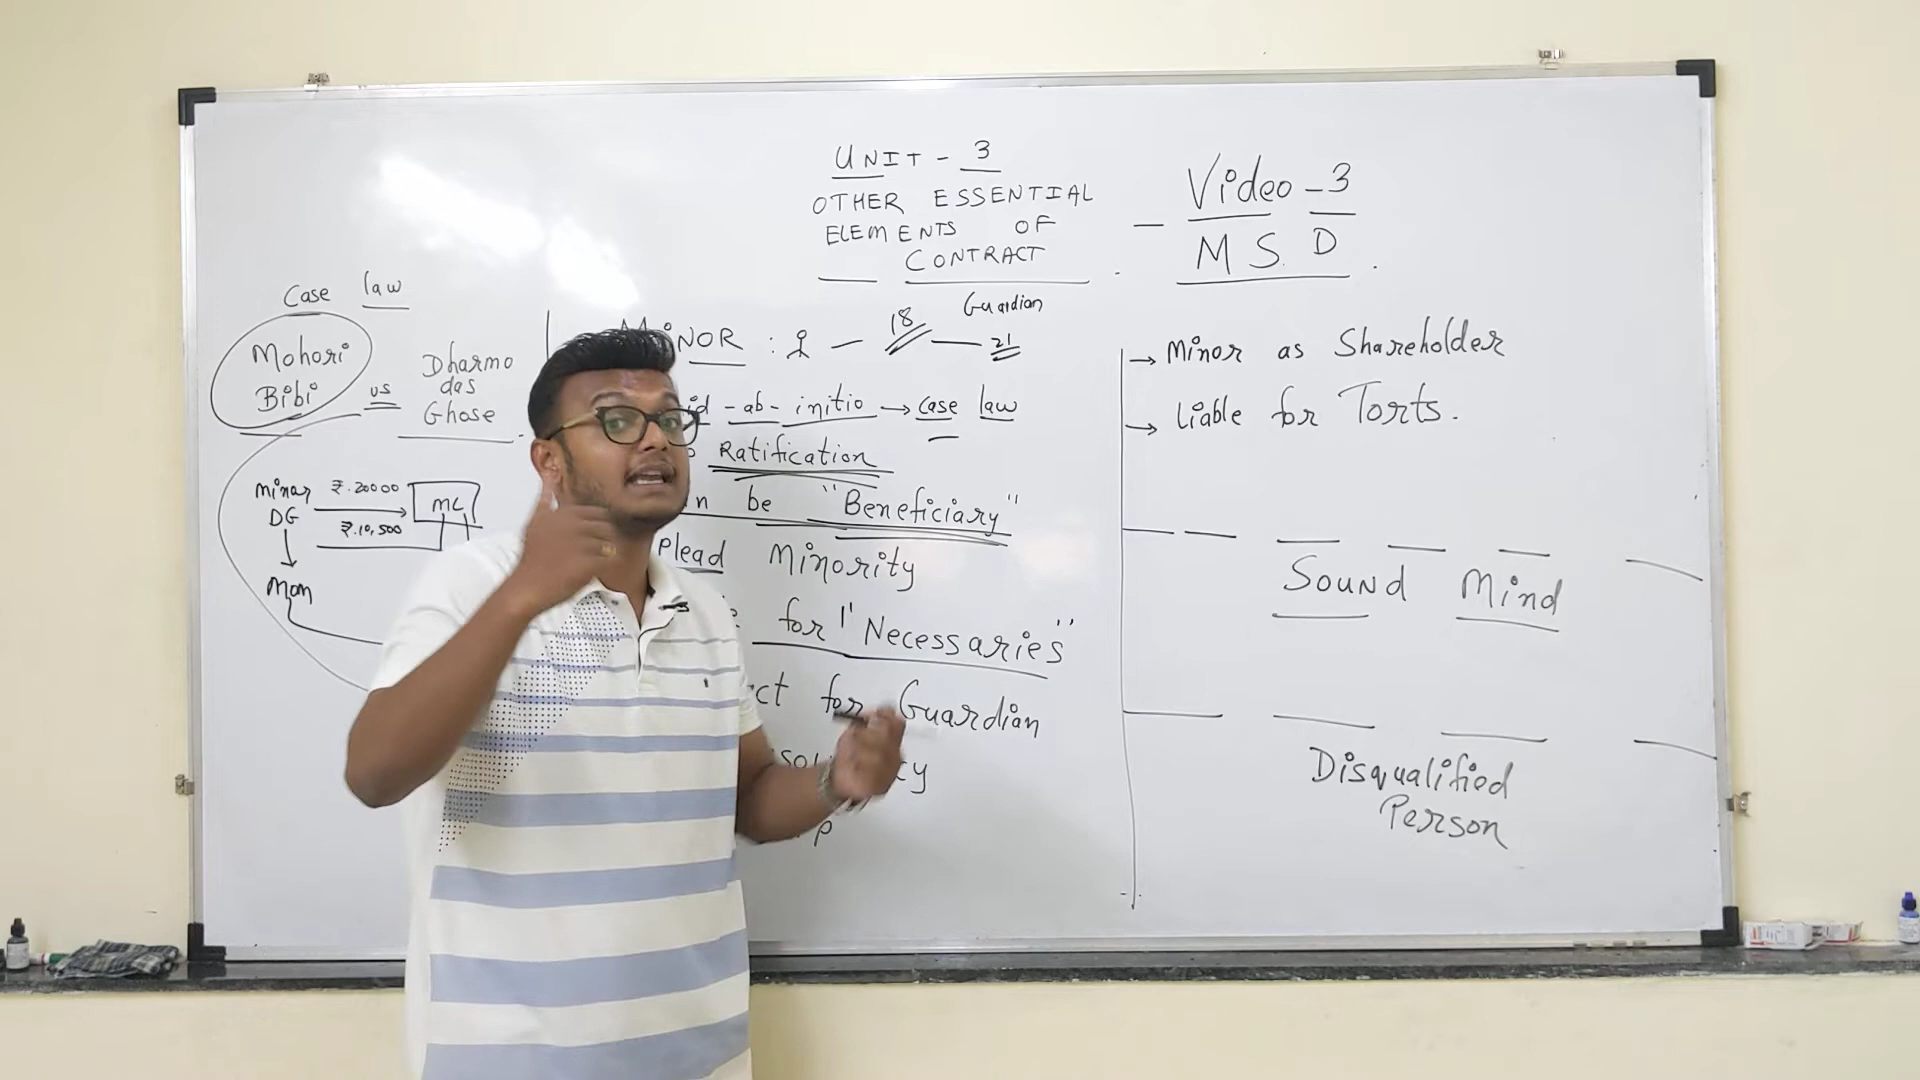 UNIT - 3
OTHER ESSENTIAL
ELEMENTS OF
CONTRACT
Video - 3
M S. D
Case law
Mohori
Bibi
vs
Dharmo
das
Ghose
minar
DG
₹.20000
₹.10,500
mL
Mom
MINOR : 18 21
Guardian
-ab-initio → case law
Ratification
be "Beneficiary"
Plead Minority
for "Necessaries"
for Guardian
→ Minor as Shareholder
→ Liable for Torts.
Sound Mind
Disqualified
Person